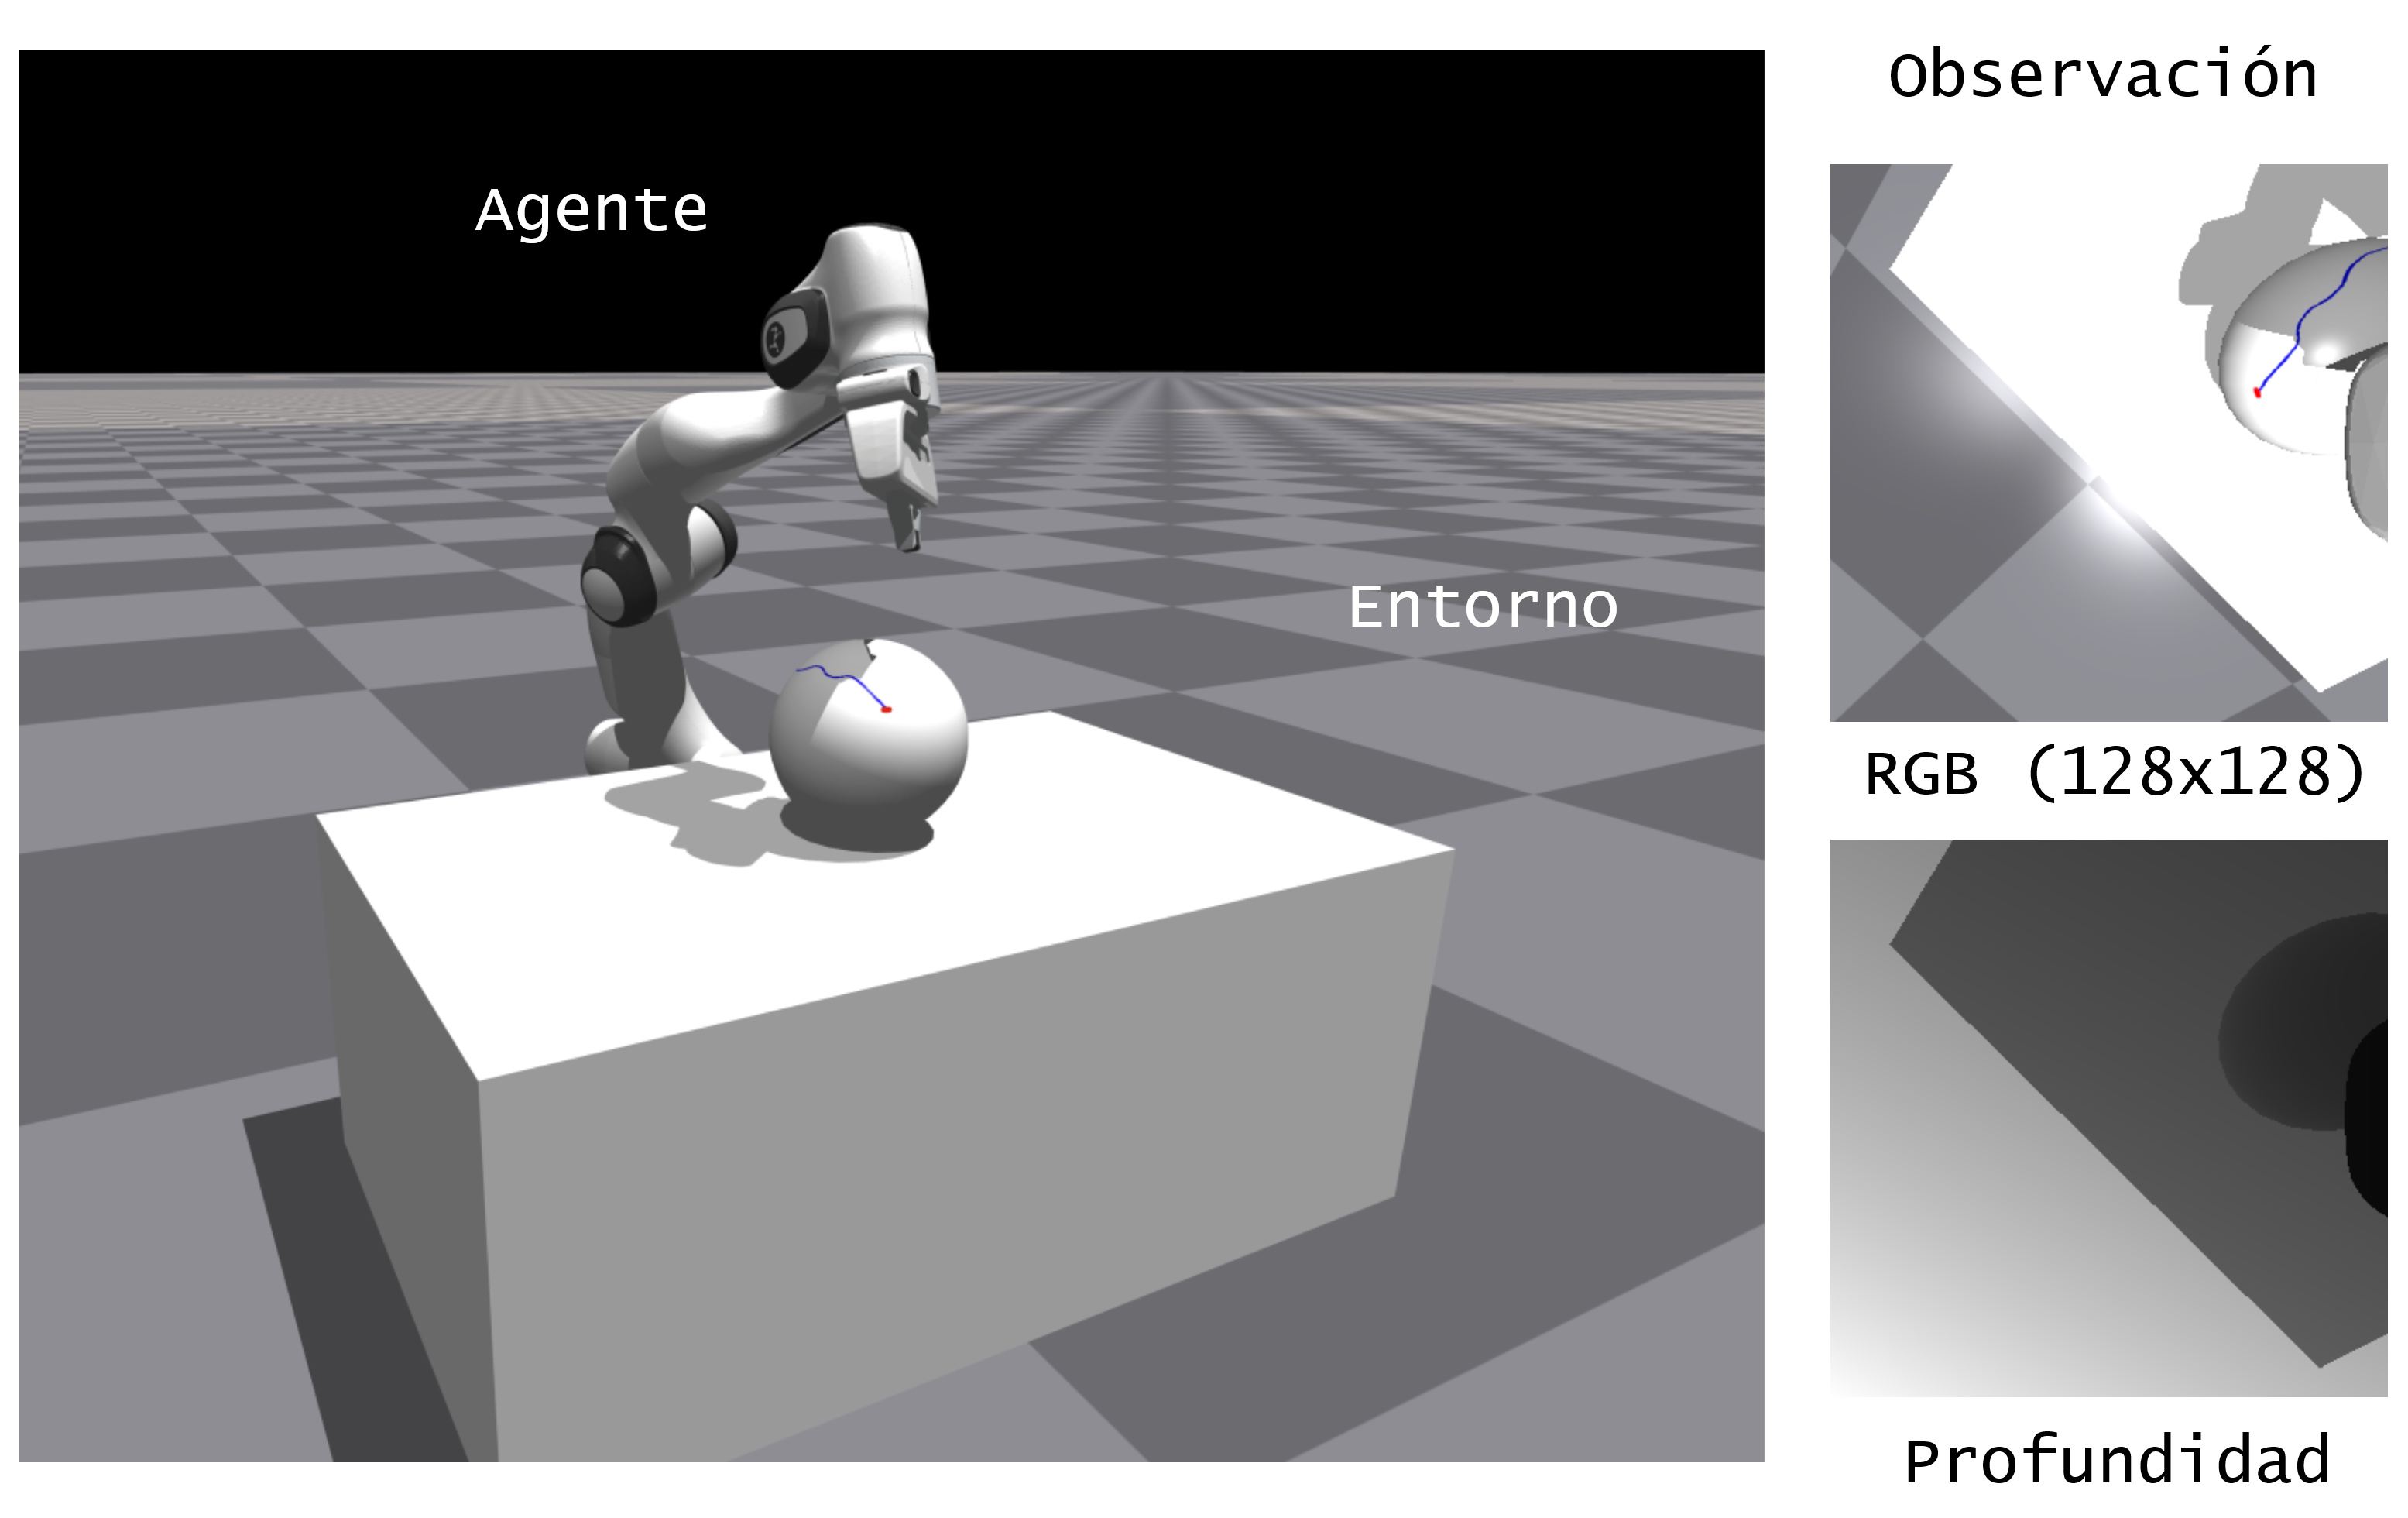 Observación
Agente
Entorno
RGB (128x128)
Profundidad